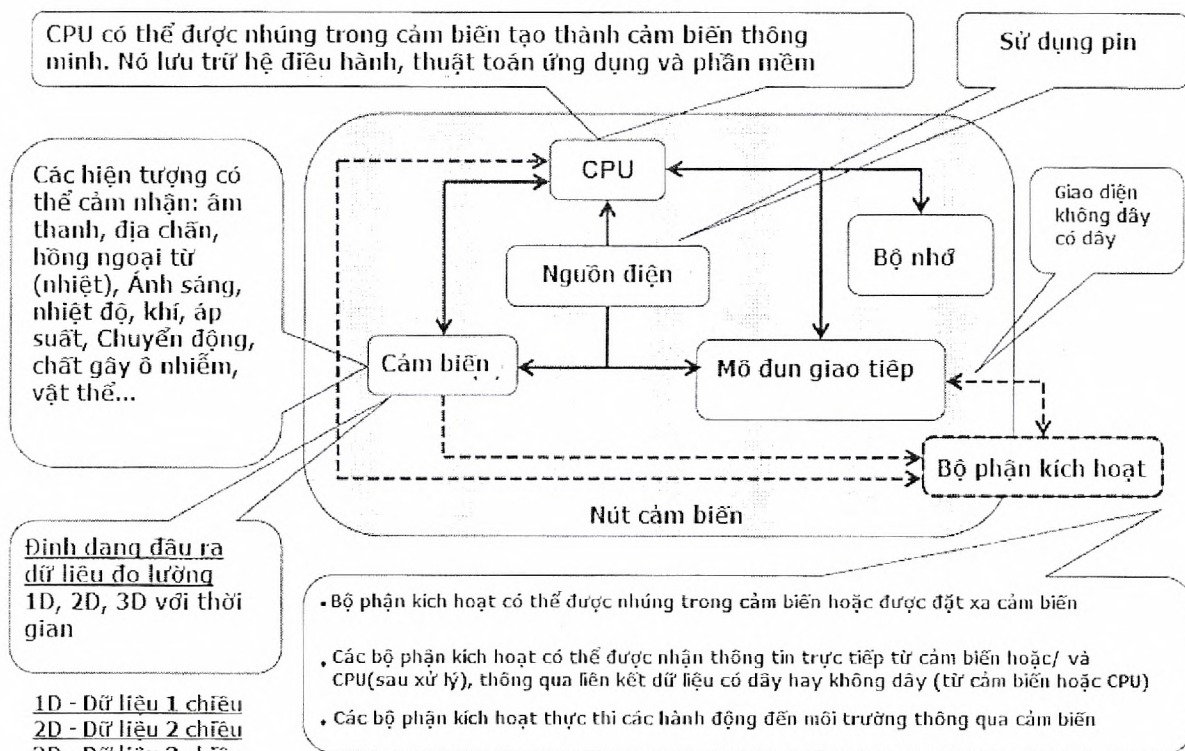 CPU có thể được nhúng trong cảm biến tạo thành cảm biến thông
minh. Nó lưu trữ hệ điều hành, thuật toán ứng dụng và phần mềm
Sử dụng pin
Các hiện tượng có
thể cảm nhận: âm
thanh, địa chấn,
hồng ngoại từ
(nhiệt), Ánh sáng,
nhiệt độ, khí, áp
suất, Chuyển động,
chất gây ô nhiễm,
vật thể...
CPU
Nguồn điện
Bộ nhớ
Giao diện
không dây
có dây
Cảm biến
Mô đun giao tiếp
Bộ phận kích hoạt
Nút cảm biến
Định dạng đầu ra
dữ liệu đo lường
1D, 2D, 3D với thời
gian
1D - Dữ liệu 1 chiều
2D - Dữ liệu 2 chiều
• Bộ phận kích hoạt có thể được nhúng trong cảm biến hoặc được đặt xa cảm biến
• Các bộ phận kích hoạt có thể được nhận thông tin trực tiếp từ cảm biến hoặc/ và
CPU(sau xử lý), thông qua liên kết dữ liệu có dây hay không dây (từ cảm biến hoặc CPU)
• Các bộ phận kích hoạt thực thi các hành động đến môi trường thông qua cảm biến